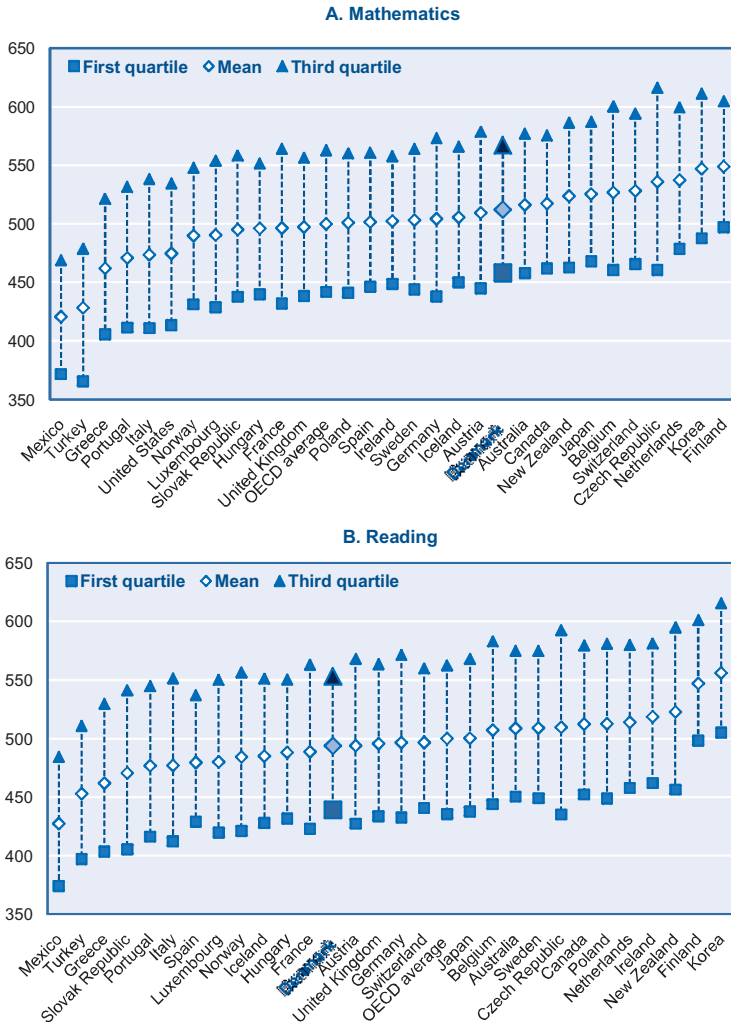 A. Mathematics
650
First quartile Mean Third quartile
600
550
500
450
400
350
Mexico
Turkey
Greece
Portugal
Italy
United States
Norway
Luxembourg
Slovak Republic
Hungary
France
United Kingdom
OECD average
Poland
Spain
Ireland
Sweden
Germany
Iceland
Austria
Denmark
Australia
Canada
New Zealand
Japan
Belgium
Switzerland
Czech Republic
Netherlands
Korea
Finland
B. Reading
650
First quartile Mean Third quartile
600
550
500
450
400
350
Mexico
Turkey
Greece
Slovak Republic
Portugal
Italy
Spain
Luxembourg
Norway
Iceland
Hungary
France
Denmark
Austria
United Kingdom
Germany
Switzerland
OECD average
Japan
Belgium
Australia
Sweden
Czech Republic
Canada
Poland
Netherlands
Ireland
New Zealand
Finland
Korea